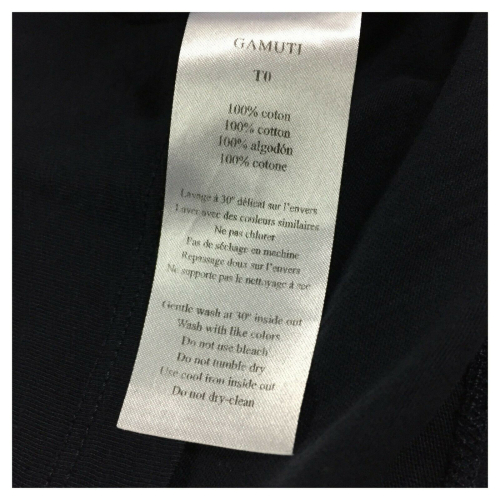 GAMUTI
T0
100% coton
100% cotton
100% algodón
100% cotone
Lavage à 30° délicat sur l'envers
Laver avec des couleurs similaires
Ne pas chlorer
Pas de séchage en machine
Repassage doux sur l'envers
Ne supporte pas le nettoyage à sec
Gentle wash at 30° inside out
Wash with like colors
Do not use bleach
Do not tumble dry
Use cool iron inside out
Do not dry-clean